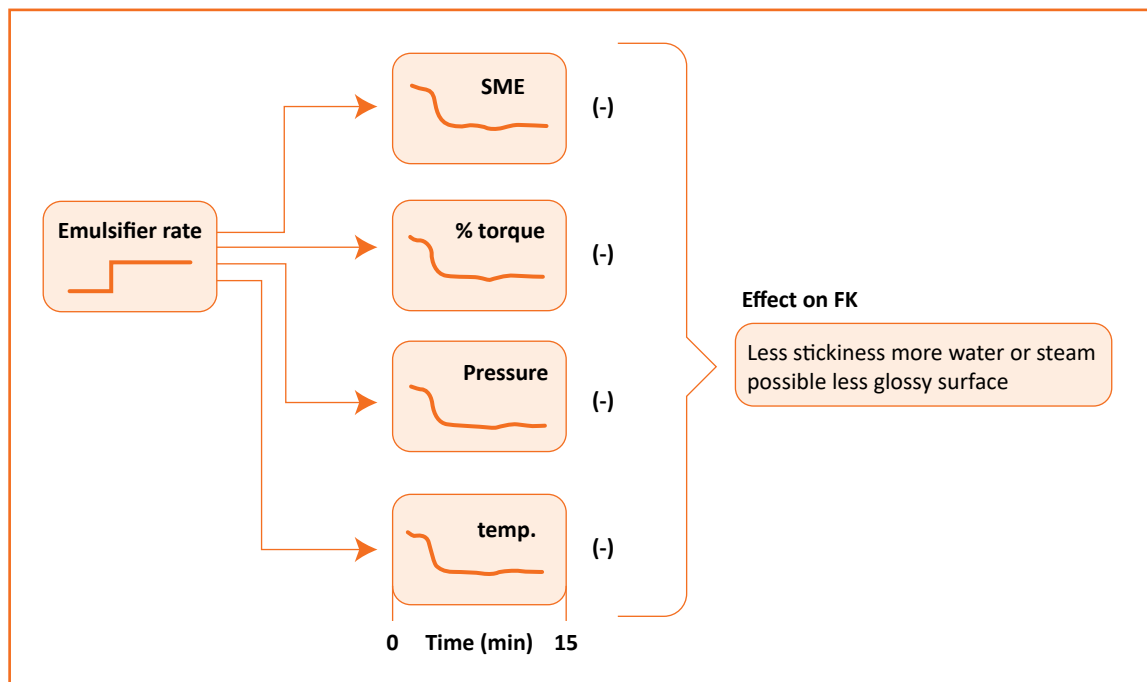 SME
(-)
Emulsifier rate
% torque
(-)
Pressure
(-)
temp.
(-)
0 Time (min) 15
Effect on FK
Less stickiness more water or steam
possible less glossy surface